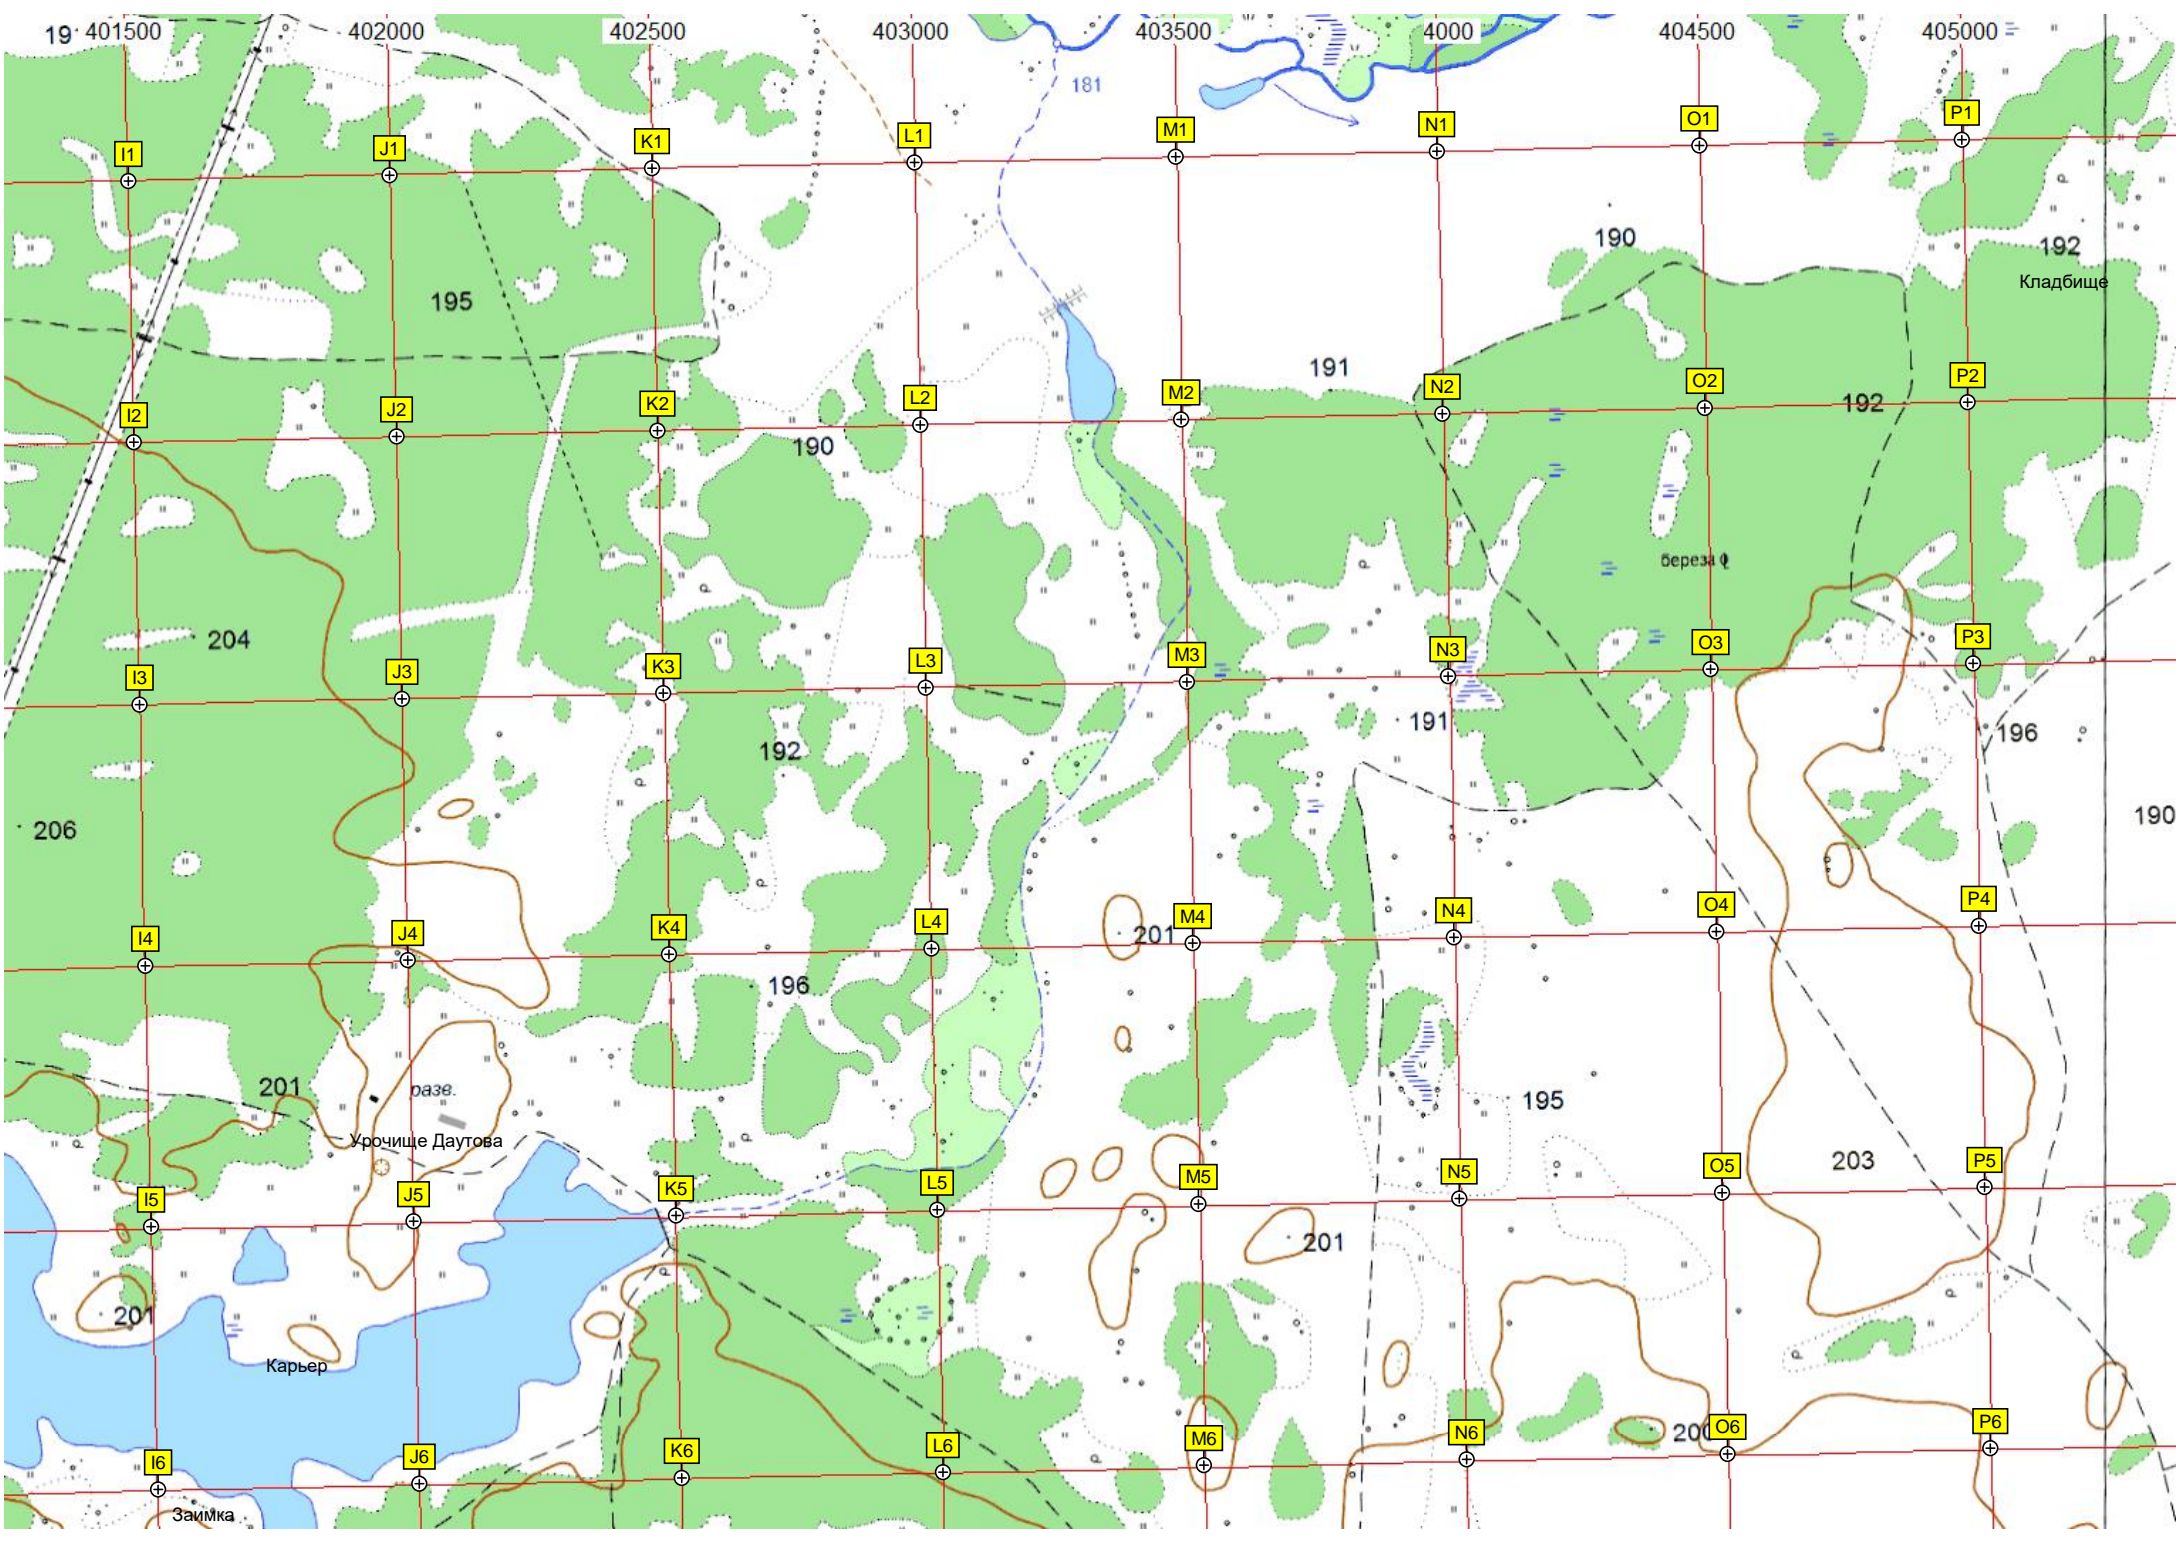 19 401500 402000 402500 403000 403500 4000 404500 405000
181
I1 J1 K1 L1 M1 N1 O1 P1
190 192
Кладбище
195
191
I2 J2 K2 L2 M2 N2 O2 P2
192
190
береза
204
I3 J3 K3 L3 M3 N3 O3 P3
191 196
192
206 190
I4 J4 K4 L4 M4 N4 O4 P4
201
196
201 разв. 195
Урочище Даутова
203
I5 J5 K5 L5 M5 N5 O5 P5
201
201
Карьер
I6 J6 K6 L6 M6 N6 O6 P6
200
Заимка